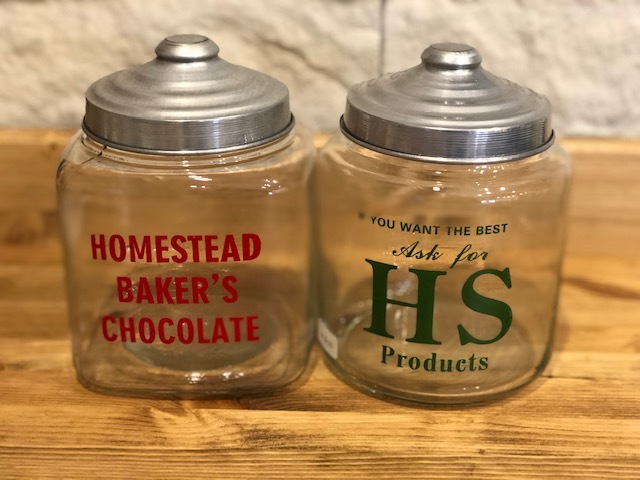 HOMESTEAD
BAKER'S
CHOCOLATE
YOU WANT THE BEST
Ask for
HS
Products